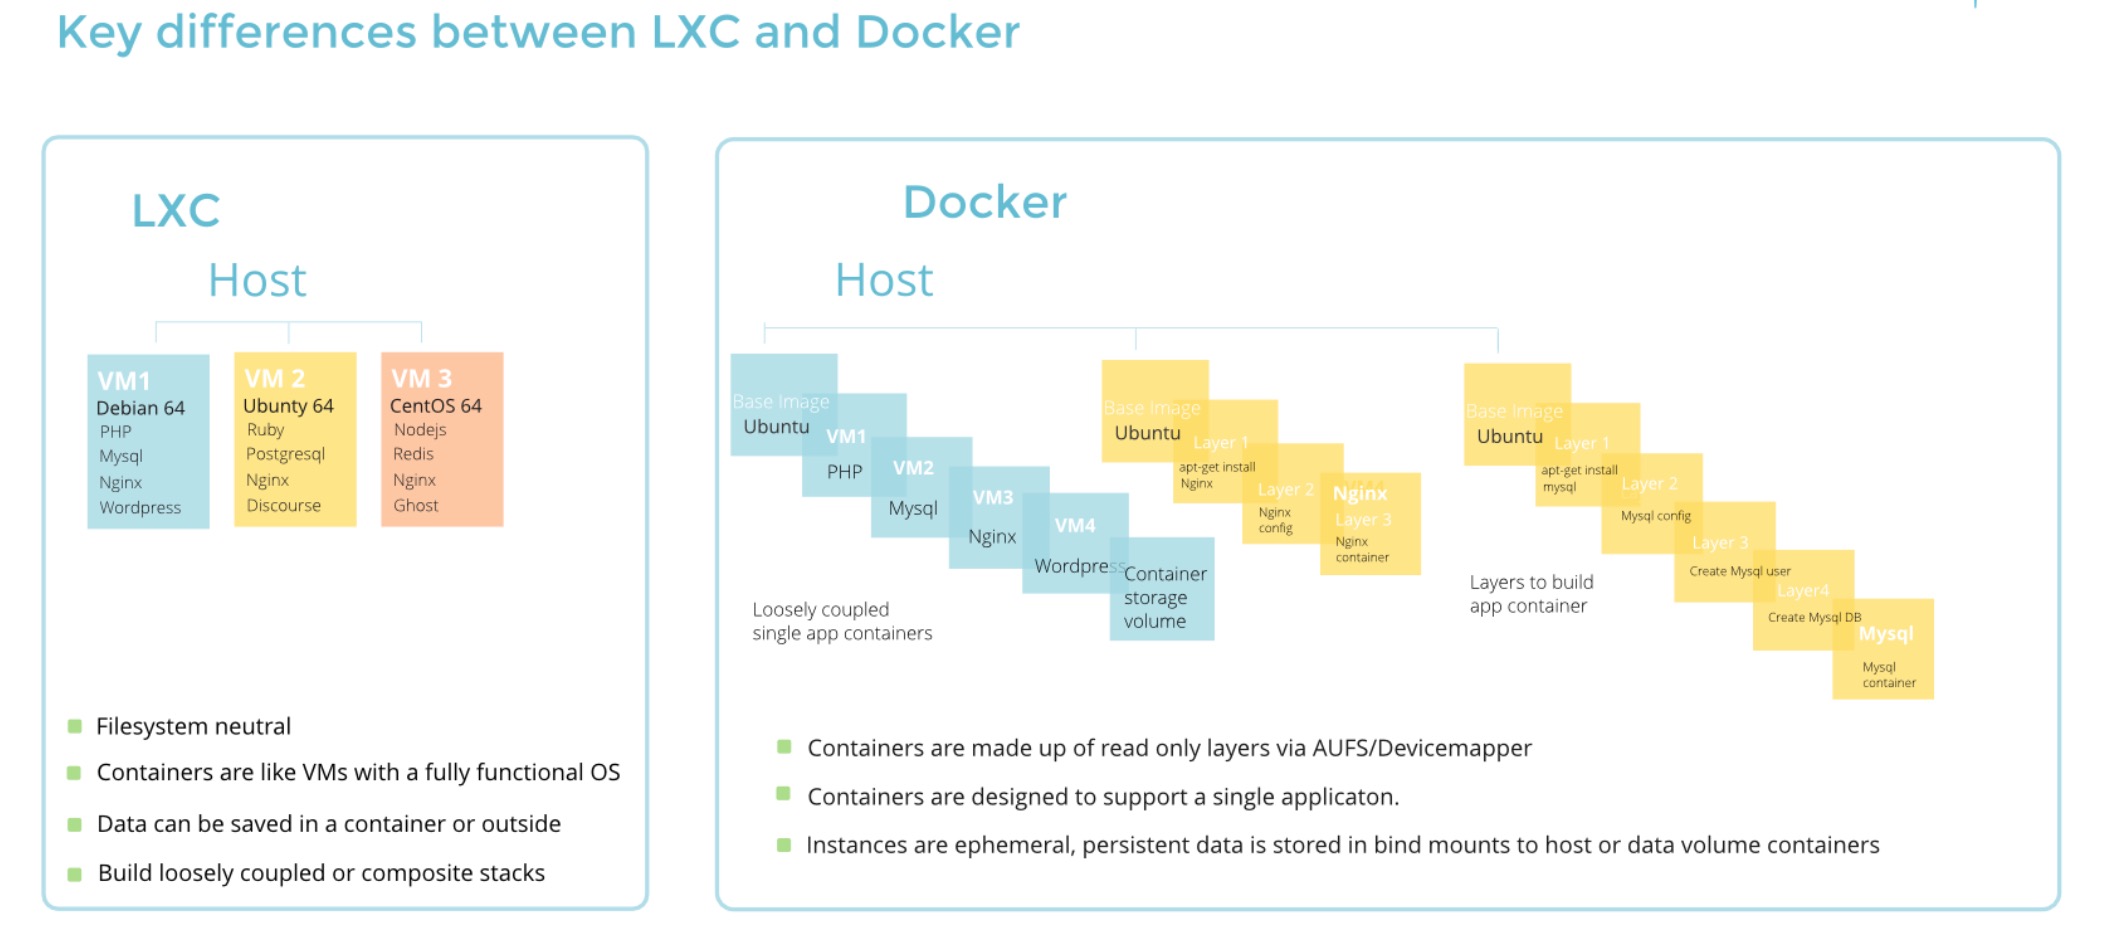 Key differences between LXC and Docker
LXC
Host
VM1
Debian 64
PHP
Mysql
Nginx
Wordpress
VM 2
Ubunty 64
Ruby
Postgresql
Nginx
Discourse
VM 3
CentOS 64
Nodejs
Redis
Nginx
Ghost
Filesystem neutral
Containers are like VMs with a fully functional OS
Data can be saved in a container or outside
Build loosely coupled or composite stacks
Docker
Host
Base Image
Ubuntu
VM1
PHP
VM2
Mysql
VM3
Nginx
VM4
Wordpress
Container
storage
volume
Loosely coupled
single app containers
Base Image
Ubuntu
Layer 1
apt-get install
Nginx
Layer 2
Nginx
config
VM4
Nginx
Layer 3
Nginx
container
Base Image
Ubuntu
Layer 1
apt-get install
mysql
Layer 2
Mysql config
Layer 3
Create Mysql user
Layer4
Create Mysql DB
Mysql
Mysql
container
Layers to build
app container
Containers are made up of read only layers via AUFS/Devicemapper
Containers are designed to support a single applicaton.
Instances are ephemeral, persistent data is stored in bind mounts to host or data volume containers